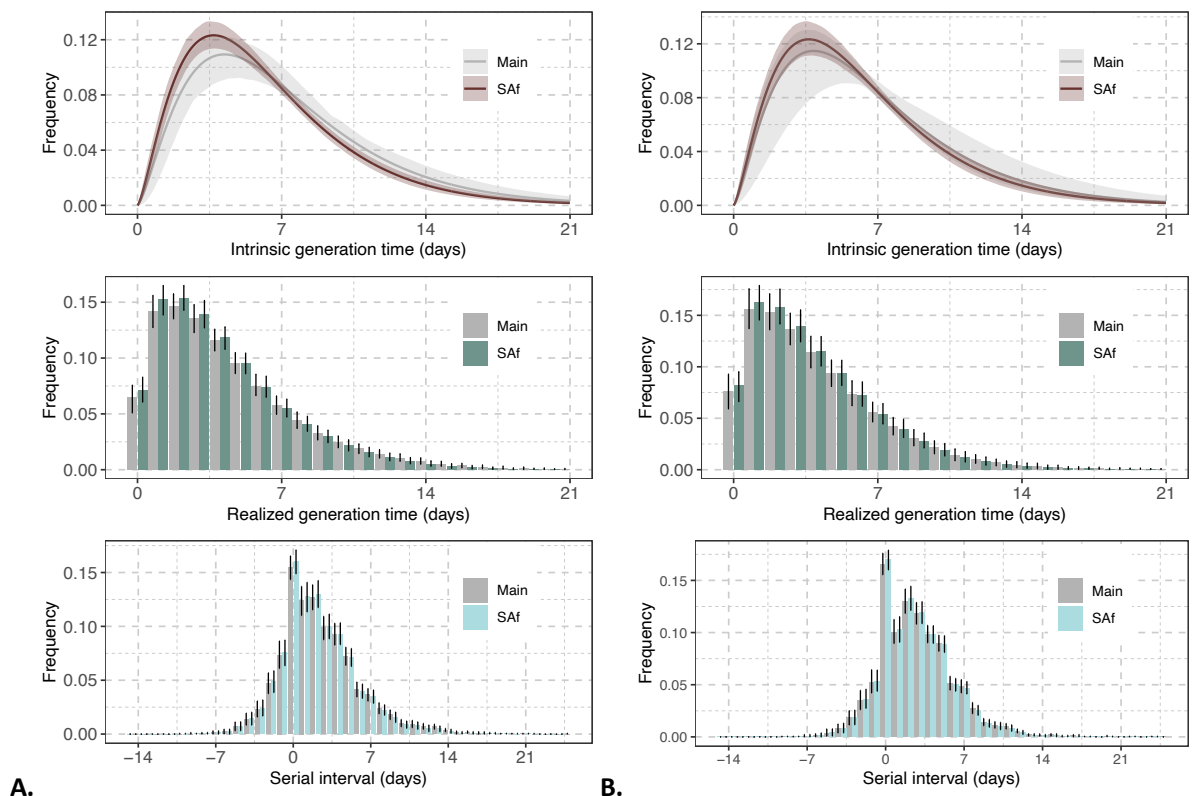 Frequency
0.12
0.08
0.04
0.00
Main
SAf
0
7
14
21
Intrinsic generation time (days)
Frequency
0.12
0.08
0.04
0.00
Main
SAf
0
7
14
21
Intrinsic generation time (days)
Frequency
0.15
0.10
0.05
0.00
Main
SAf
0
7
14
21
Realized generation time (days)
Frequency
0.15
0.10
0.05
0.00
Main
SAf
0
7
14
21
Realized generation time (days)
Frequency
0.15
0.10
0.05
0.00
Main
SAf
−14
−7
0
7
14
21
Serial interval (days)
A.
Frequency
0.15
0.10
0.05
0.00
Main
SAf
−14
−7
0
7
14
21
Serial interval (days)
B.